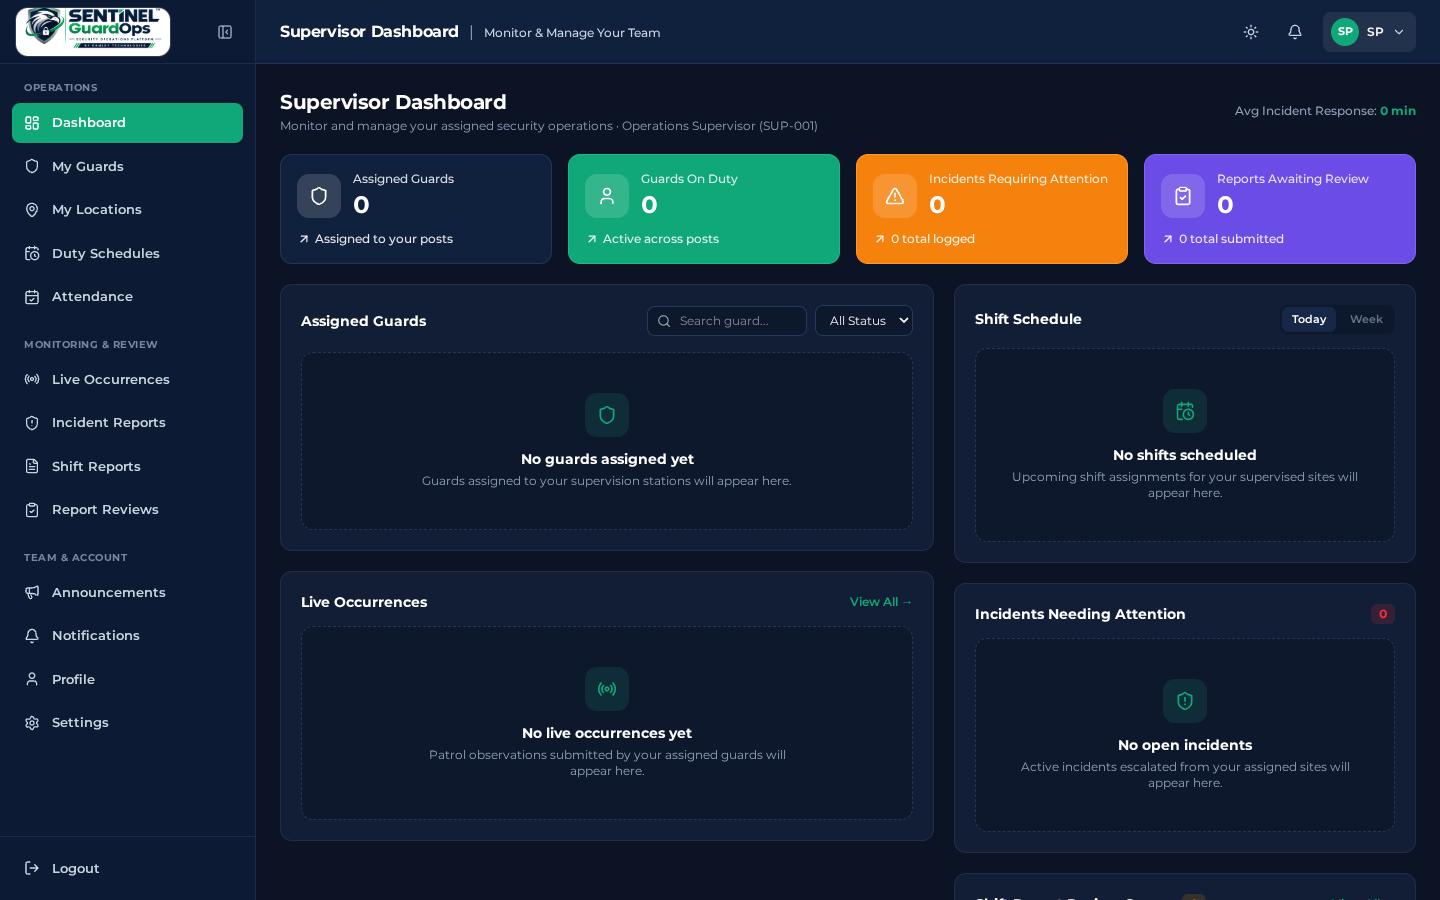 SENTINEL
GuardOps
SECURITY OPERATIONS PLATFORM
OPERATIONS
Dashboard
My Guards
My Locations
Duty Schedules
Attendance
MONITORING & REVIEW
Live Occurrences
Incident Reports
Shift Reports
Report Reviews
TEAM & ACCOUNT
Announcements
Notifications
Profile
Settings
Logout
Supervisor Dashboard | Monitor & Manage Your Team
SP SP
Supervisor Dashboard
Monitor and manage your assigned security operations · Operations Supervisor (SUP-001)
Avg Incident Response: 0 min
Assigned Guards
0
Assigned to your posts
Guards On Duty
0
Active across posts
Incidents Requiring Attention
0
0 total logged
Reports Awaiting Review
0
0 total submitted
Assigned Guards
Search guard...
All Status
No guards assigned yet
Guards assigned to your supervision stations will appear here.
Live Occurrences
View All →
No live occurrences yet
Patrol observations submitted by your assigned guards will
appear here.
Shift Schedule
Today Week
No shifts scheduled
Upcoming shift assignments for your supervised sites will
appear here.
Incidents Needing Attention
0
No open incidents
Active incidents escalated from your assigned sites will
appear here.